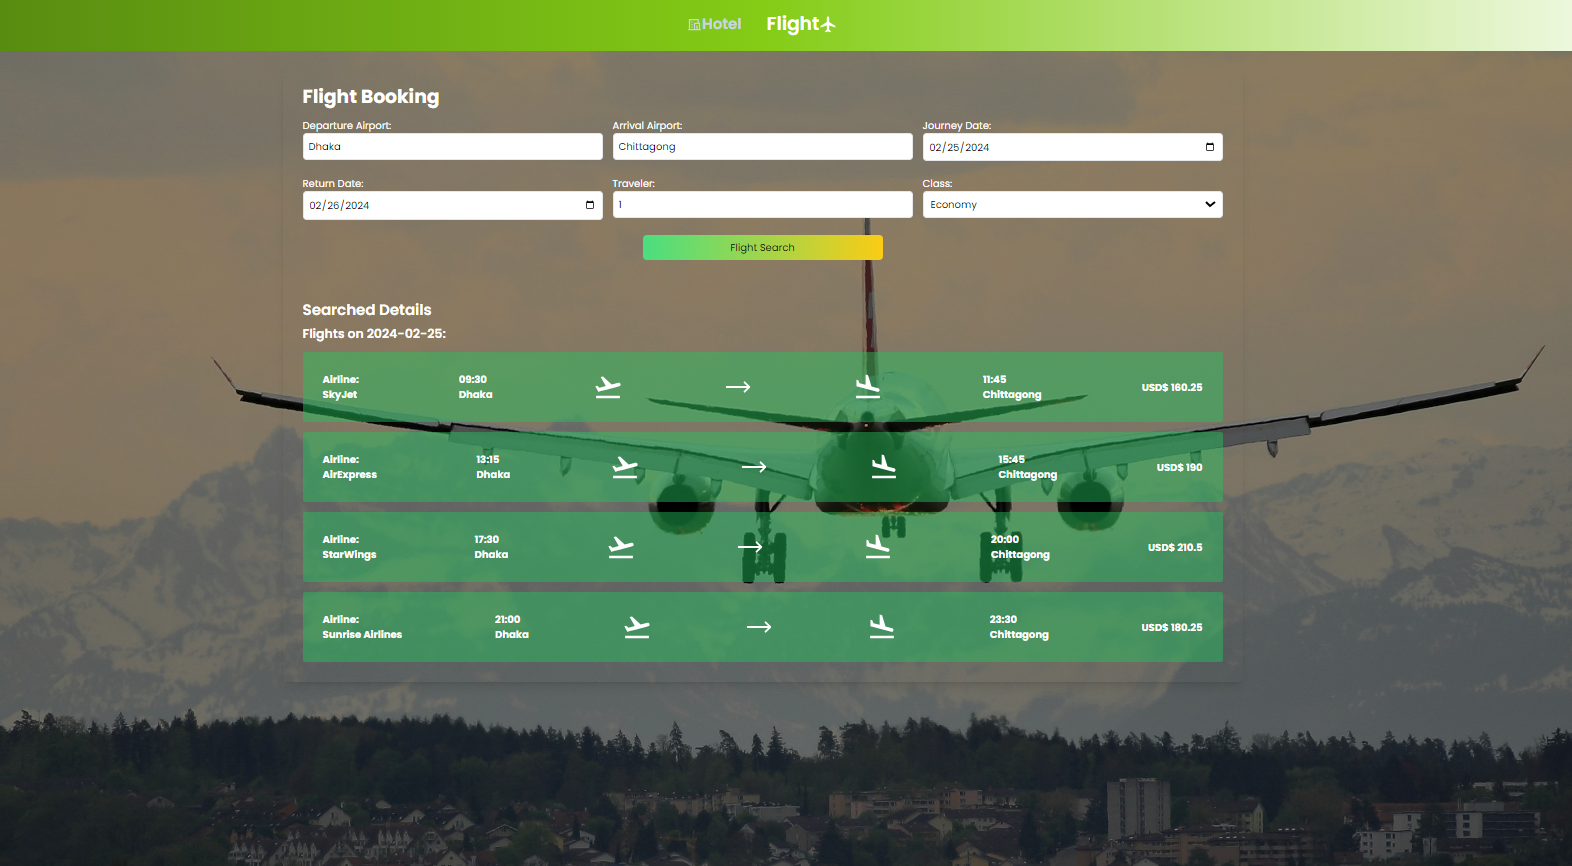 Hotel Flight
Flight Booking
Departure Airport: Arrival Airport: Journey Date:
Dhaka Chittagong 02/25/2024
Return Date: Traveler: Class:
02/26/2024 1 Economy
Flight Search
Searched Details
Flights on 2024-02-25:
Airline: 09:30 11:45
SkyJet Dhaka Chittagong USD$ 160.25
Airline: 13:15 15:45
AirExpress Dhaka Chittagong USD$ 190
Airline: 17:30 20:00
StarWings Dhaka Chittagong USD$ 210.5
Airline: 21:00 23:30
Sunrise Airlines Dhaka Chittagong USD$ 180.25